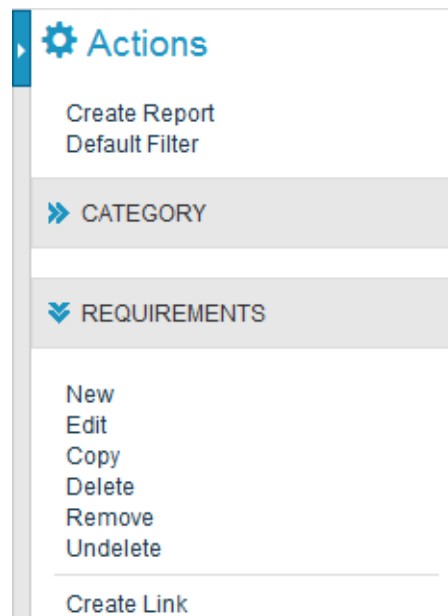 Actions
Create Report
Default Filter
CATEGORY
REQUIREMENTS
New
Edit
Copy
Delete
Remove
Undelete
Create Link